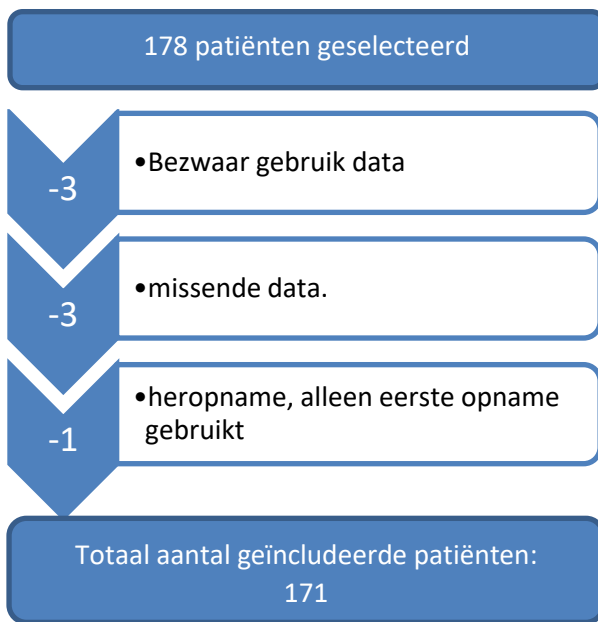 178 patiënten geselecteerd
-3
•Bezwaar gebruik data
-3
•missende data.
-1
•heropname, alleen eerste opname
gebruikt
Totaal aantal geïncludeerde patiënten:
171